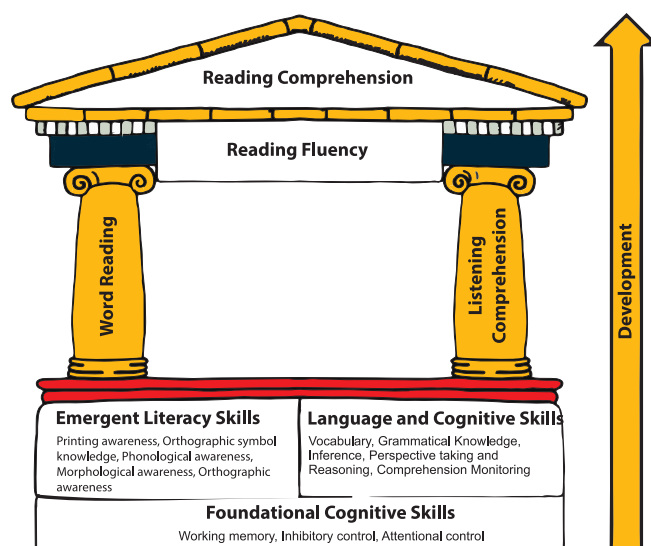 Reading Comprehension
Reading Fluency
Word Reading
Listening
Comprehension
Development
Emergent Literacy Skills
Printing awareness, Orthographic symbol
knowledge, Phonological awareness,
Morphological awareness, Orthographic
awareness
Language and Cognitive Skills
Vocabulary, Grammatical Knowledge,
Inference, Perspective taking and
Reasoning, Comprehension Monitoring
Foundational Cognitive Skills
Working memory, Inhibitory control, Attentional control